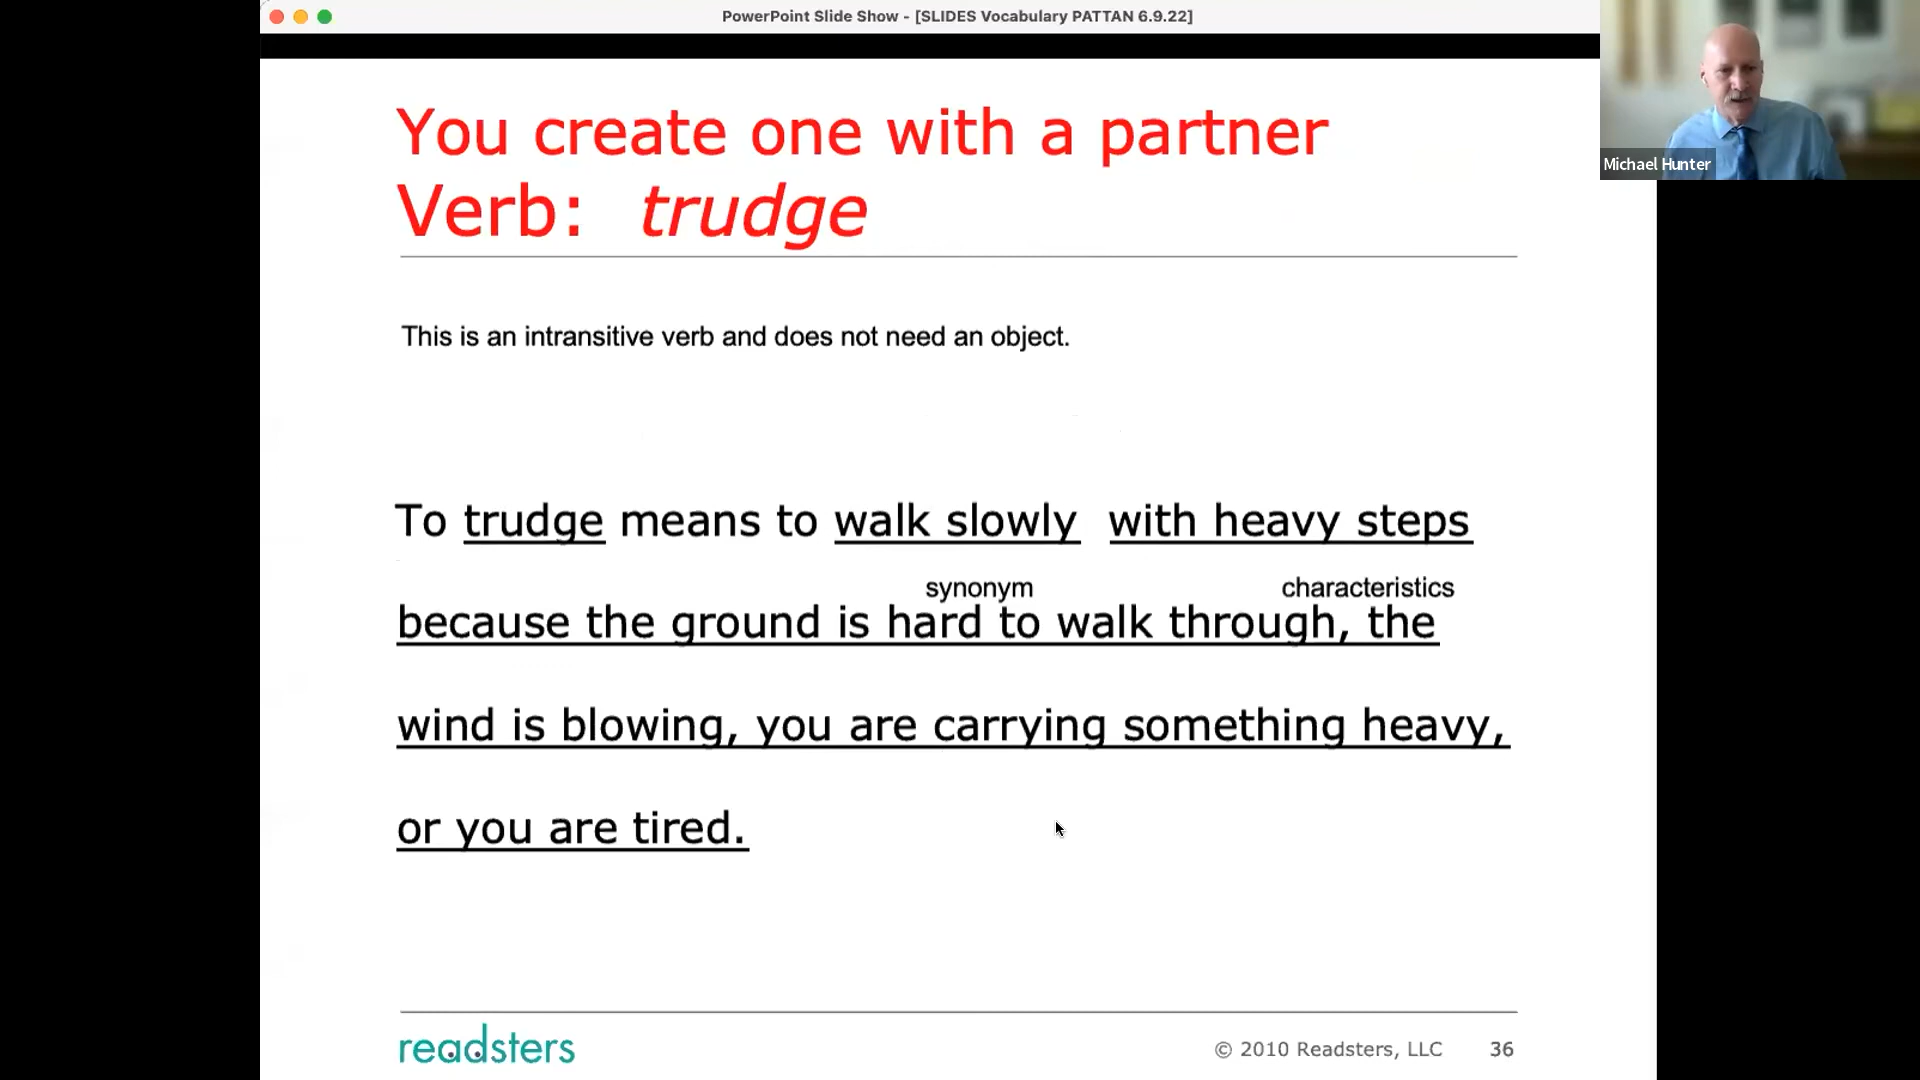 PowerPoint Slide Show - [SLIDES Vocabulary PATTAN 6.9.22]
Michael Hunter
You create one with a partner
Verb: trudge
This is an intransitive verb and does not need an object.
To trudge means to walk slowly with heavy steps
synonym characteristics
because the ground is hard to walk through, the
wind is blowing, you are carrying something heavy,
or you are tired.
readsters
© 2010 Readsters, LLC 36